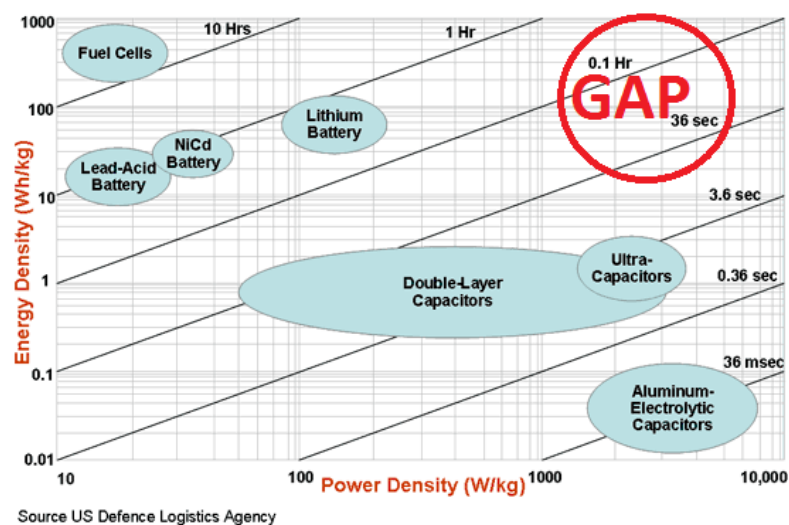 1000
100
10
1
0.1
0.01
Energy Density (Wh/kg)
Fuel Cells
10 Hrs
1 Hr
0.1 Hr
GAP
36 sec
Lithium
Battery
NiCd
Battery
Lead-Acid
Battery
3.6 sec
Ultra-
Capacitors
Double-Layer
Capacitors
0.36 sec
36 msec
Aluminum-
Electrolytic
Capacitors
10
100
1000
10,000
Power Density (W/kg)
Source US Defence Logistics Agency